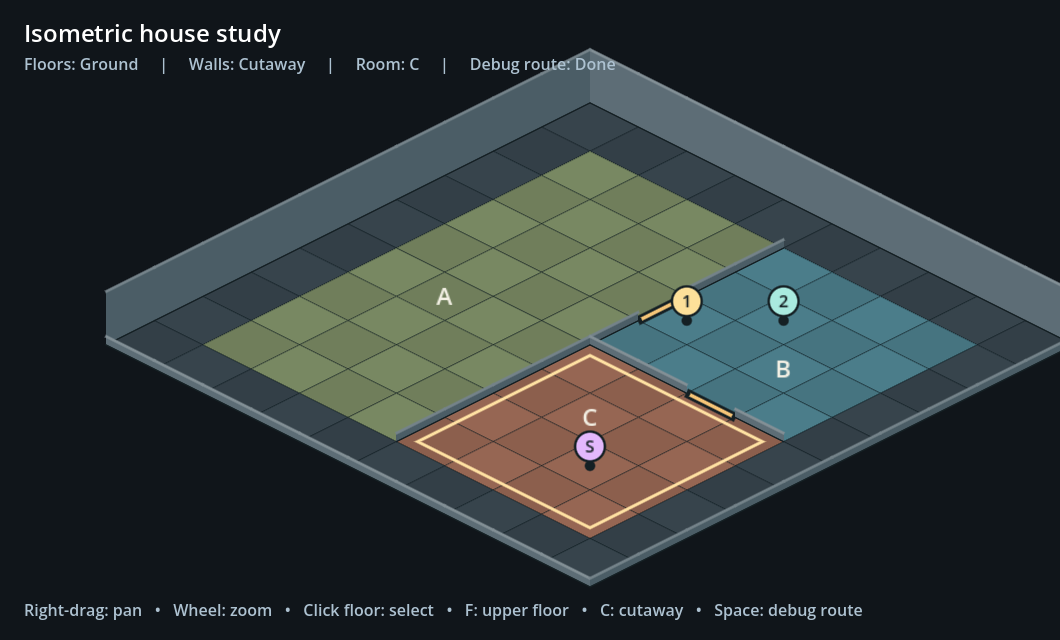 Isometric house study
Floors: Ground | Walls: Cutaway | Room: C | Debug route: Done
A
1
2
B
C
S
Right-drag: pan • Wheel: zoom • Click floor: select • F: upper floor • C: cutaway • Space: debug route